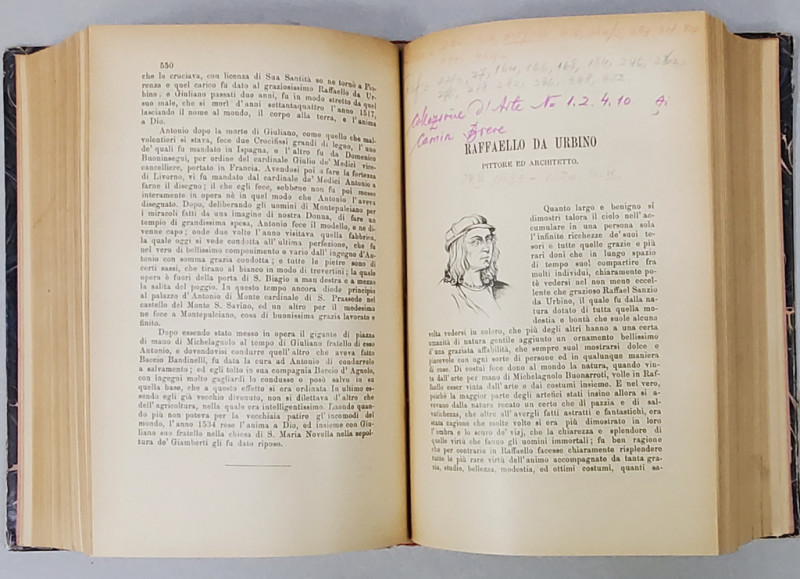 550
che lo cruciava, con licenza di Sua Santità se ne tornò a Fio-
renza e quel carico fu dato al graziosissimo Raffaello da Ur-
bino; e Giuliano passati due anni, fu in modo stretto da quel
suo male, che si morì d' anni settantaquattro l' anno 1517,
lasciando il nome al mondo, il corpo alla terra, e l' anima
a Dio.
Antonio dopo la morte di Giuliano, come quello che mal-
volentieri si stava, fece due Crocifissi grandi di legno, l' uno
de' quali fu mandato in Ispagna, e l' altro fu da Domenico
Buoninsegni, per ordine del cardinale Giulio de' Medici vice-
cancelliere, portato in Francia. Avendosi poi a fare la fortezza
di Livorno, vi fu mandato dal cardinale de' Medici Antonio a
farne il disegno; il che egli fece, sebbene non fu poi messo
interamente in opera nè in quel modo che Antonio l' aveva
disegnato. Dopo, deliberando gli uomini di Montepulciano per
i miracoli fatti da una imagine di nostra Donna, di fare un
tempio di grandissima spesa, Antonio fece il modello, e ne di-
venne capo; onde due volte l' anno visitava quella fabbrica,
la quale oggi si vede condotta all' ultima perfezione, che fu
nel vero di bellissimo componimento e vario dall' ingegno d' An-
tonio con somma grazia condotta; e tutte le pietre sono di
certi sassi, che tirano al bianco in modo di trevertini; la quale
opera è fuori della porta di S. Biagio a man destra e a mezzo
la salita del poggio. In questo tempo ancora diede principio
al palazzo d' Antonio di Monte cardinale di S. Prassede nel
castello del Monte S. Savino, ed un altro per il medesimo
ne fece a Montepulciano, cosa di buonissima grazia lavorato e
finito.
Dopo essendo stato messo in opera il gigante di piazza
di mano di Michelagnolo al tempo di Giuliano fratello di esso
Antonio, e dovendovisi condurre quell' altro che aveva fatto
Baccio Bandinelli, fu data la cura ad Antonio di condurvelo
a salvamento; ed egli tolto in sua compagnia Baccio d' Agnolo,
con ingegni molto gagliardi lo condusse e posò salvo in su
quella base, che a questo effetto si era ordinata In ultimo es-
sendo egli già vecchio divenuto, non si dilettava d' altro che
dell' agricoltura, nella quale era intelligentissimo. Laonde quando
più non poteva per la vecchiaia patire gl' incomodi del
mondo, l' anno 1534 rese l' anima a Dio, ed insieme con Giu-
liano suo fratello nella chiesa di S. Maria Novella nella sepol-
tura de' Giamberti gli fu dato riposo.
Collezione d' Arte No 1.2.4.10
RAFFAELLO DA URBINO
PITTORE ED ARCHITETTO.
Quanto largo e benigno si
dimostri talora il cielo nell' ac-
cumulare in una persona sola
l' infinite ricchezze de' suoi te-
sori e tutte quelle grazie e più
rari doni che in lungo spazio
di tempo suol compartire fra
molti individui, chiaramente po-
tè vedersi nel non meno eccel-
lente che grazioso Raffael Sanzio
da Urbino, il quale fu dalla na-
tura dotato di tutta quella mo-
destia e bontà che suole alcuno
volta vedersi in coloro, che più degli altri hanno a una certa
umanità di natura gentile aggiunto un ornamento bellissimo
d' una graziata affabilità, che sempre suol mostrarsi dolce e
piacevole con ogni sorte di persone ed in qualunque maniera
di cose. Di costui fece dono al mondo la natura, quando vin-
ta dall' arte per mano di Michelagnolo Buonarroti, volle in Raf-
faello esser vinta dall' arte e dai costumi insieme. E nel vero,
poichè la maggior parte degli artefici stati insino allora si a-
vevano dalla natura recato un certo che di pazzia e di sal-
vatichezza, che oltre all' avergli fatti astratti e fantastichi, era
stata cagione che molte volte si era più dimostrato in loro
l' ombra e lo scuro de' vizj, che la chiarezza e splendore di
quelle virtù che fanno gli uomini immortali; fu ben ragione
che per contrario in Raffaello facesse chiaramente risplendere
tutte le più rare virtù dell' animo accompagnate da tanta gra-
zia, studio, bellezza, modestia, ed ottimi costumi, quanti sa-